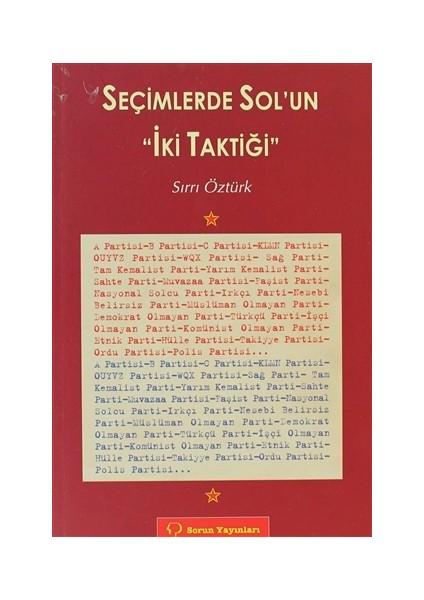 SEÇİMLERDE SOL'UN
"İKİ TAKTİĞİ"
Sırrı Öztürk
A Partisi-B Partisi-C Partisi-KLMN Partisi-
OUYVZ Partisi-WQX Partisi- Sağ Parti-
Tam Kemalist Parti-Yarım Kemalist Parti-
Sahte Parti-Muvazaa Partisi-Faşist Parti-
Nasyonal Solcu Parti-Irkçı Parti-Nesebi
Belirsiz Parti-Müslüman Olmayan Parti-
Demokrat Olmayan Parti-Türkçü Parti-İşçi
Olmayan Parti-Komünist Olmayan Parti-
Etnik Parti-Hülle Partisi-Takiyye Partisi-
Ordu Partisi-Polis Partisi...
A Partisi-B Partisi-C Partisi-KLMN Partisi-
OUYVZ Partisi-WQX Partisi-Sağ Parti- Tam
Kemalist Parti-Yarım Kemalist Parti-Sahte
Parti-Muvazaa Partisi-Faşist Parti-Nasyonal
Solcu Parti-Irkçı Parti-Nesebi Belirsiz
Parti-Müslüman Olmayan Parti-Demokrat
Olmayan Parti-Türkçü Parti-İşçi Olmayan
Parti-Komünist Olmayan Parti-Etnik Parti-
Hülle Partisi-Takiyye Partisi-Ordu Partisi-
Polis Partisi...
Sorun Yayınları